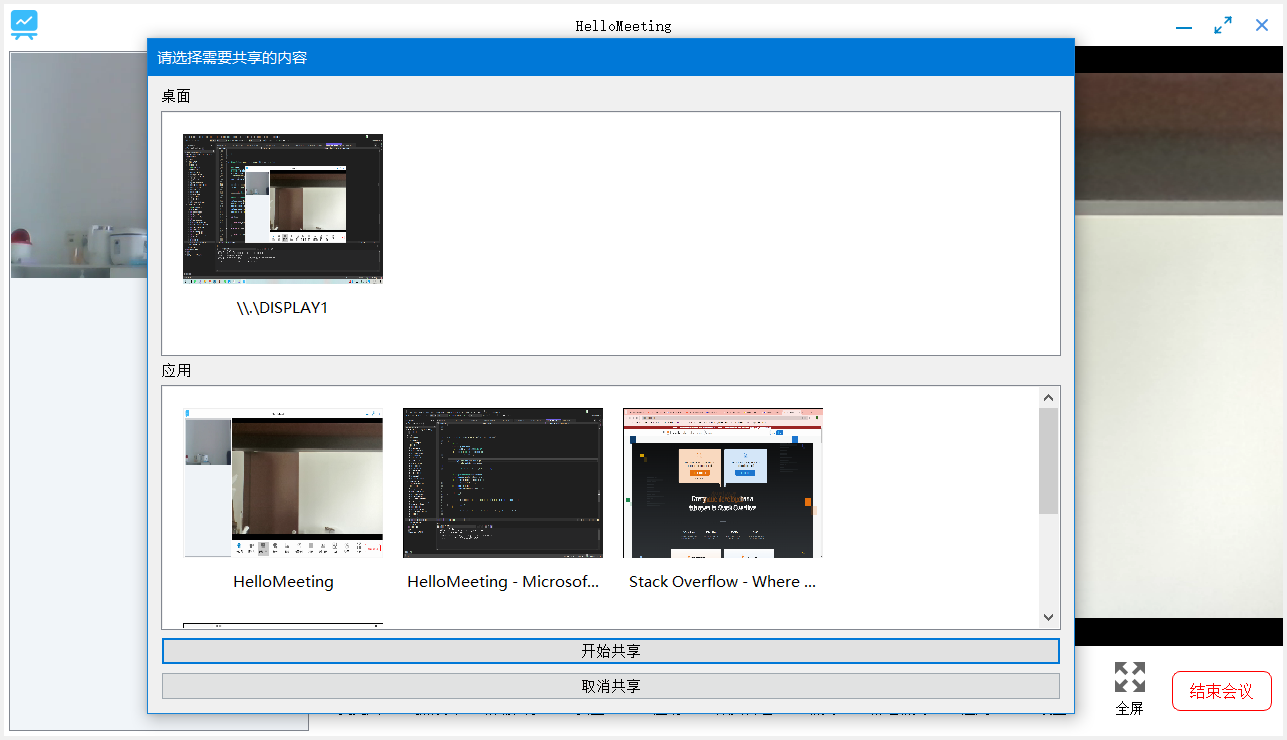 HelloMeeting
请选择需要共享的内容
桌面
\\.\DISPLAY1
应用
HelloMeeting
HelloMeeting - Microsof...
Stack Overflow - Where ...
开始共享
取消共享
全屏
结束会议